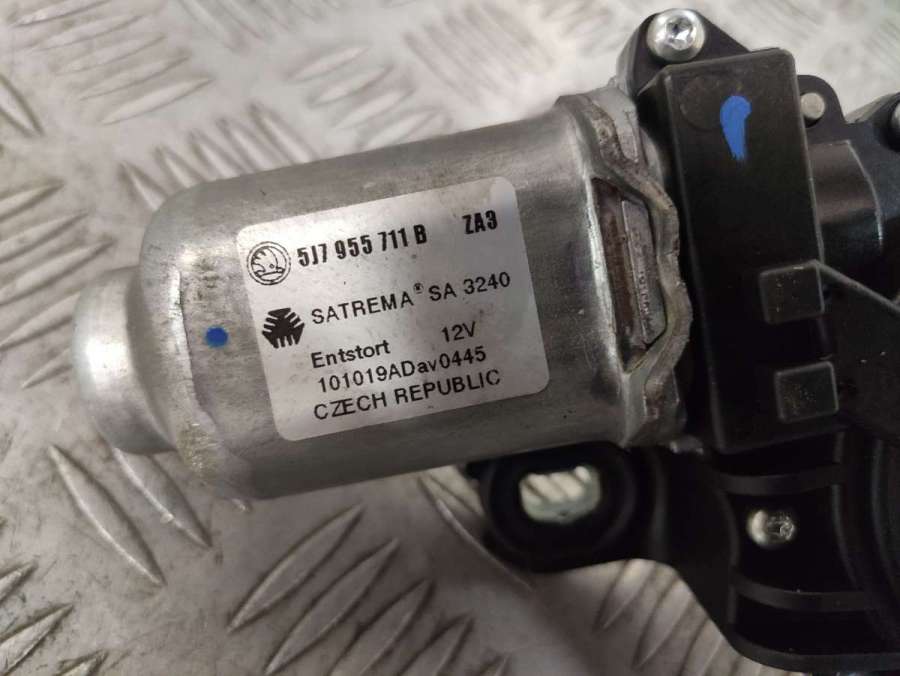 5J7 955 711 B ZA3
SATREMA® SA 3240
Entstort 12V
101019ADav0445
CZECH REPUBLIC